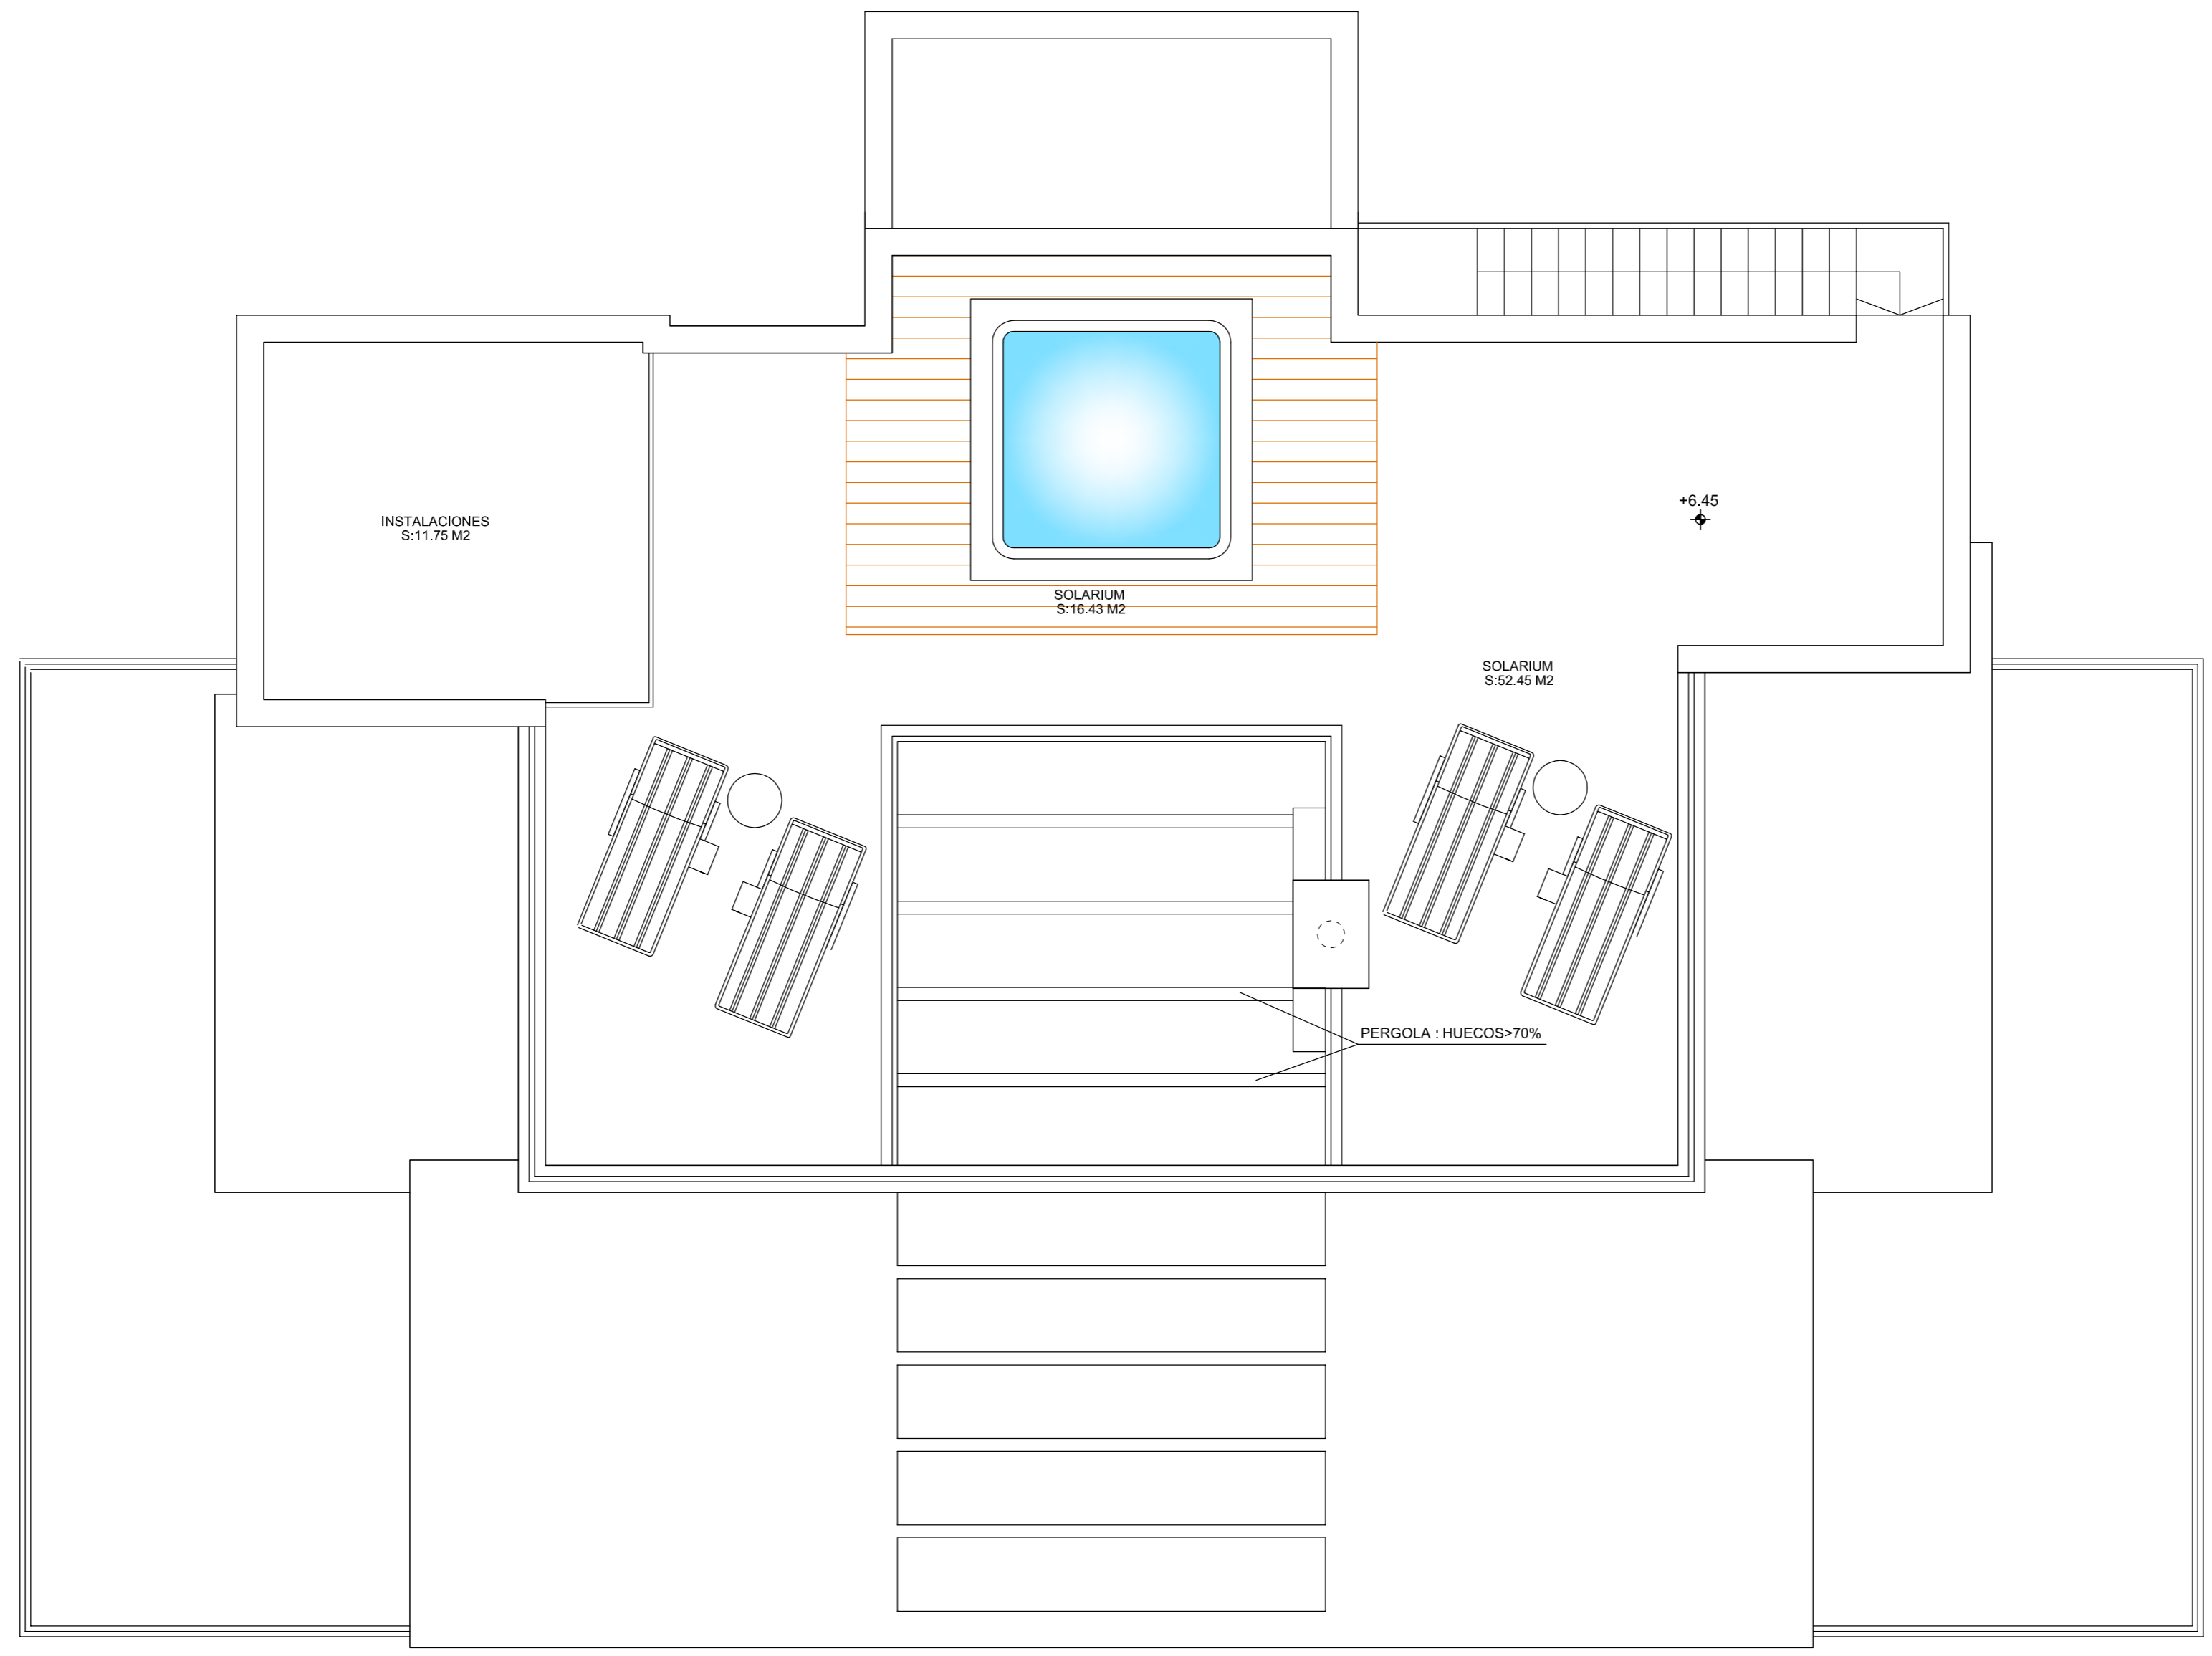 +6.45
INSTALACIONES
S:11.75 M2
SOLARIUM
S:16.43 M2
SOLARIUM
S:52.45 M2
PERGOLA : HUECOS>70%